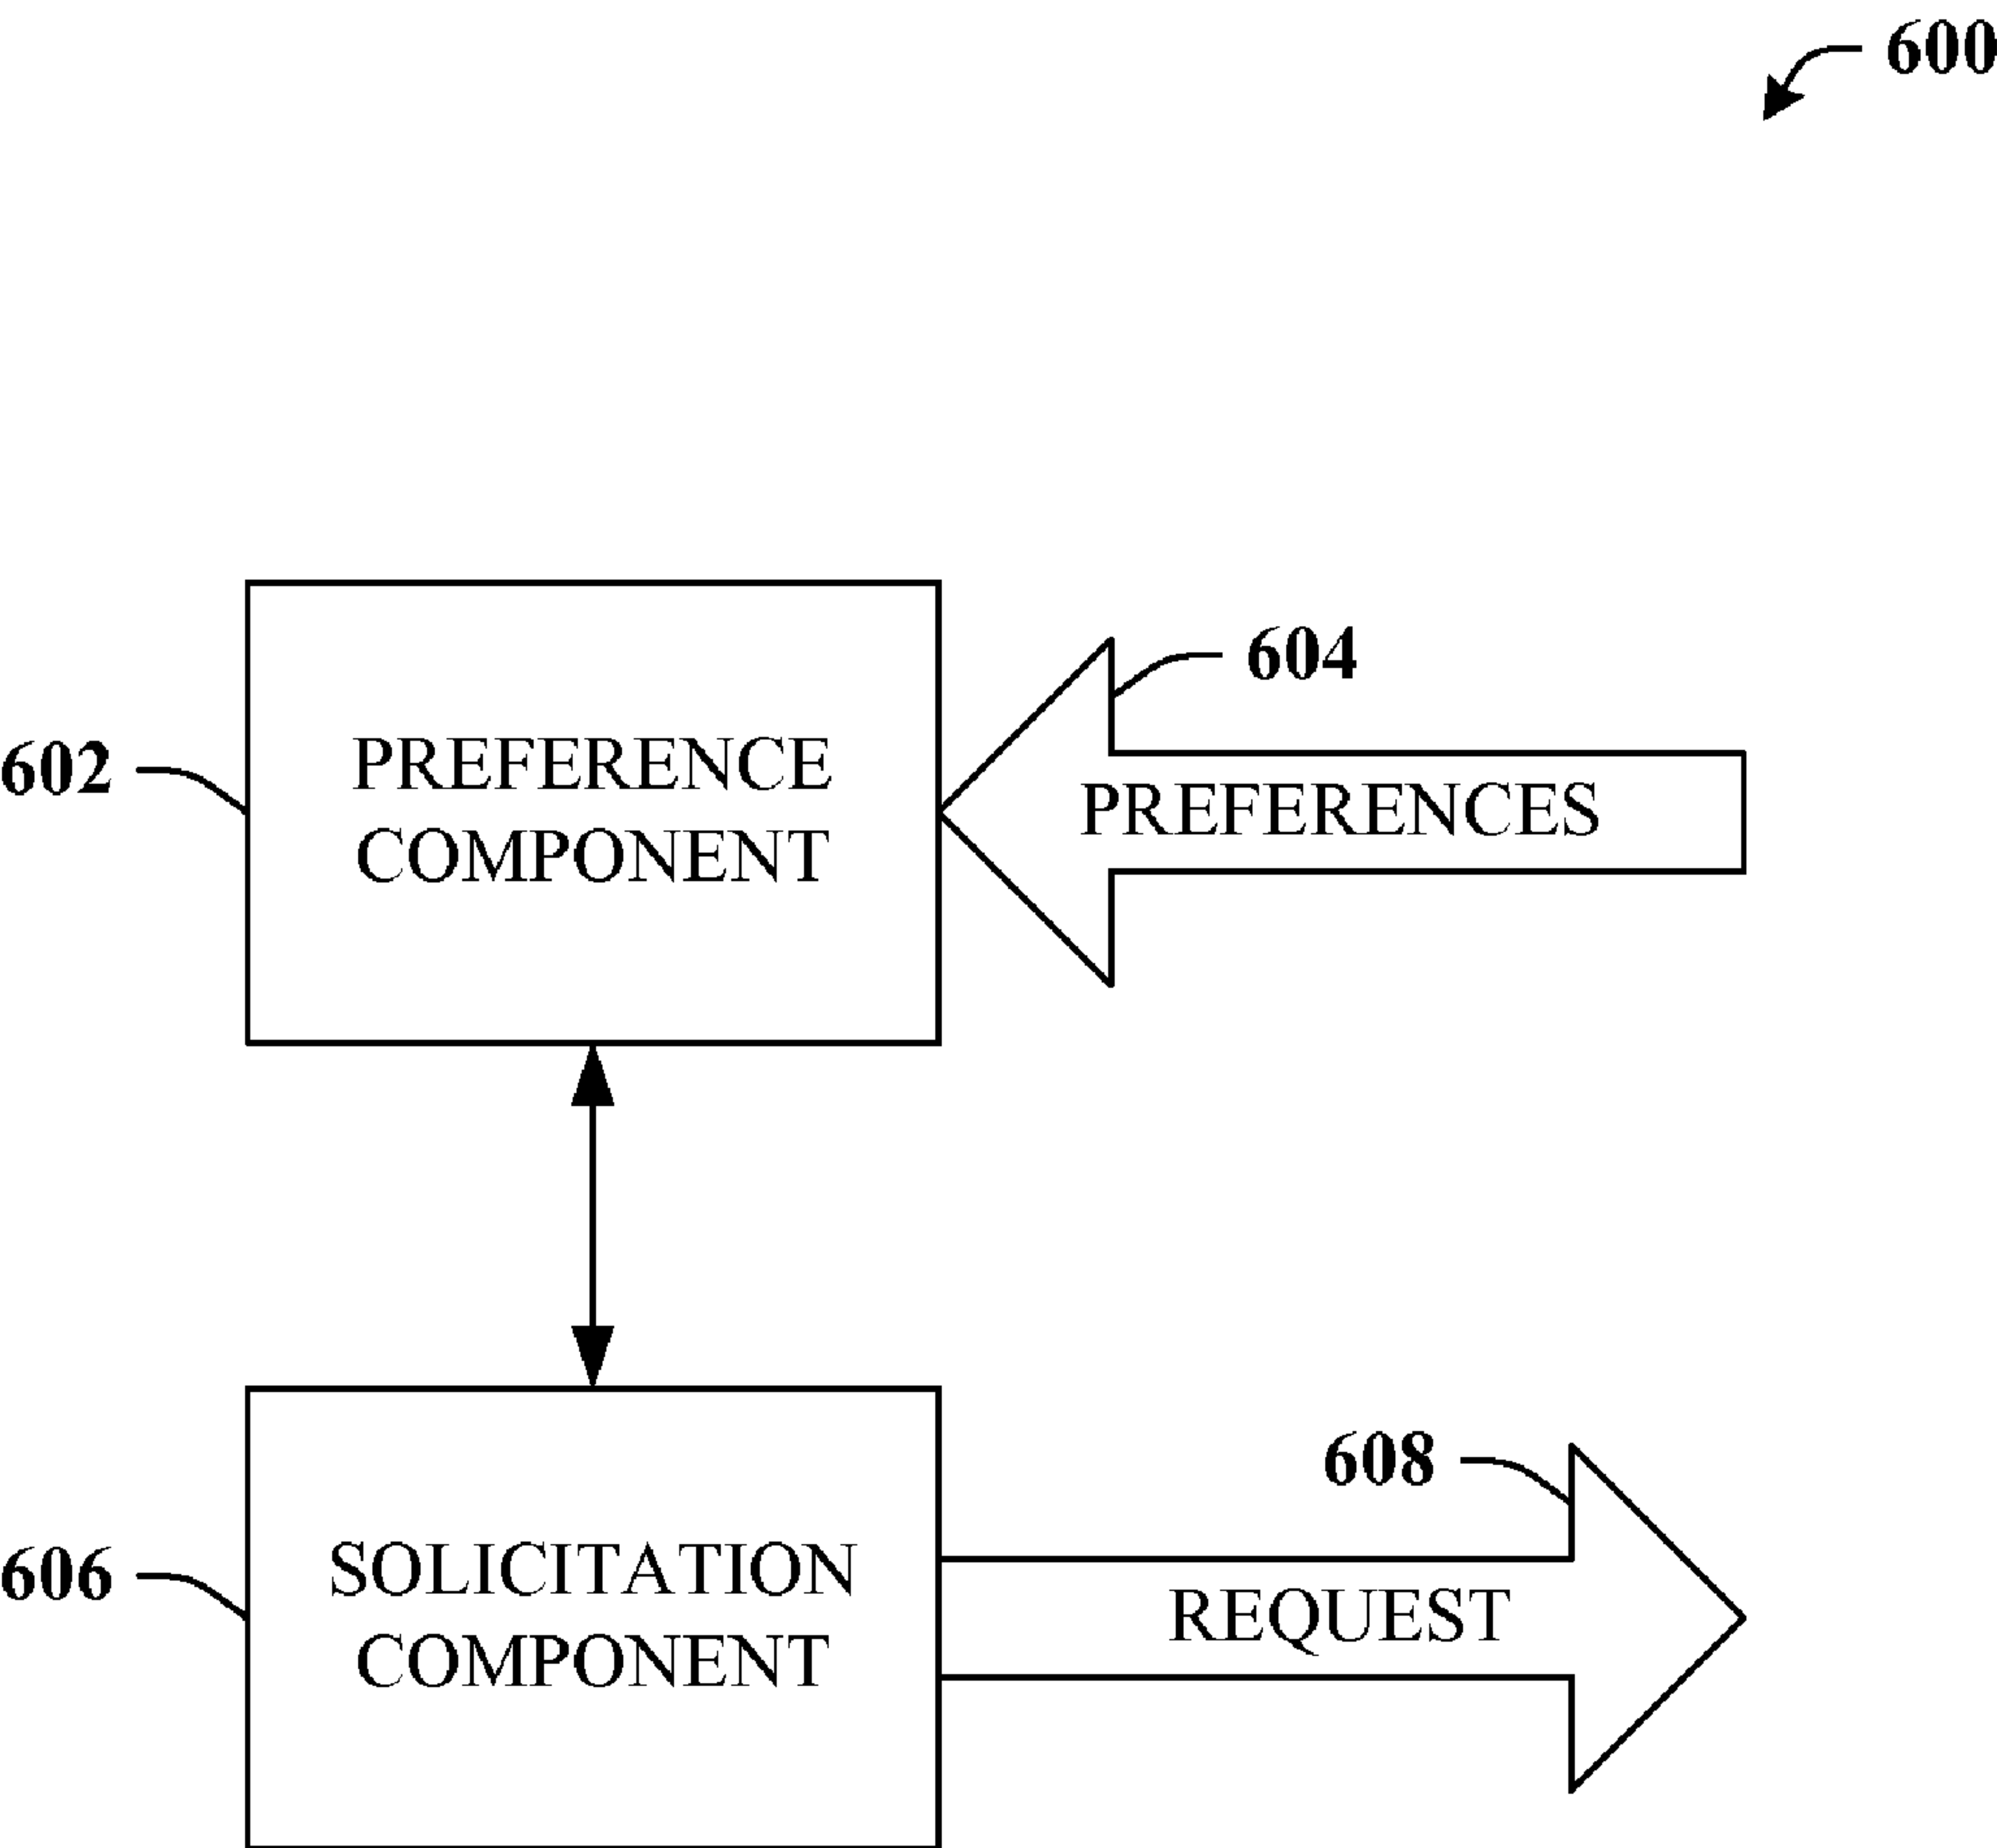 600
604
602
PREFERENCE
COMPONENT
PREFERENCES
608
606
SOLICITATION
COMPONENT
REQUEST